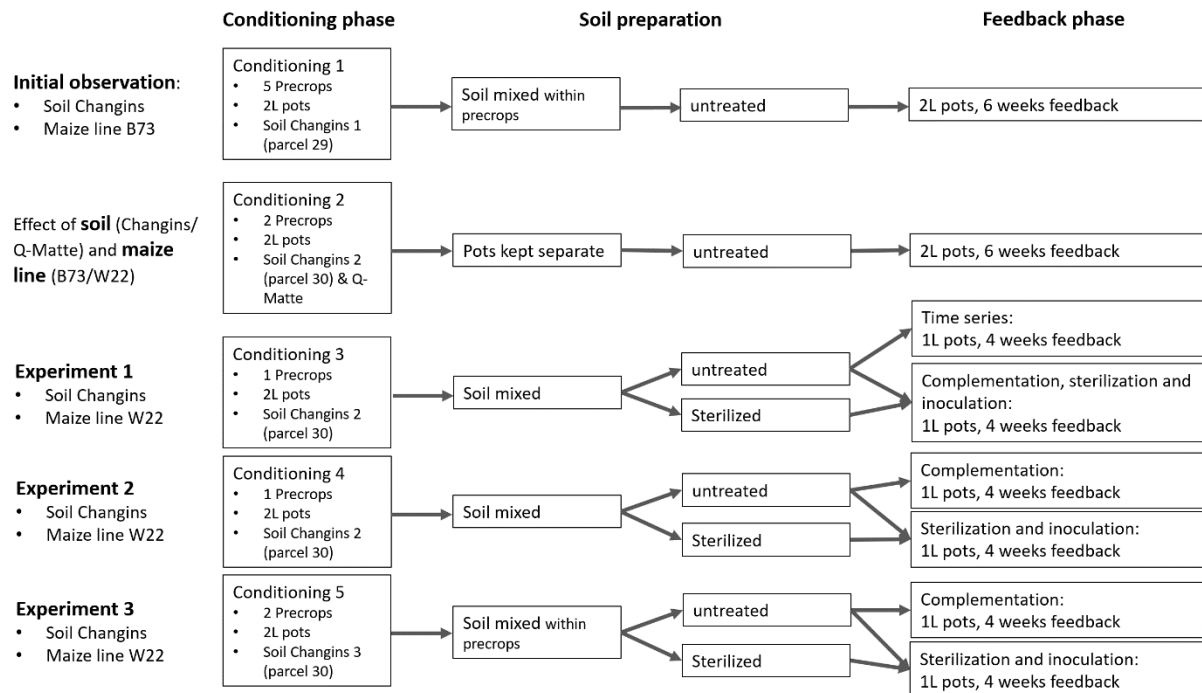 Conditioning phase
Soil preparation
Feedback phase
Initial observation:
• Soil Changins
• Maize line B73
Conditioning 1
• 5 Precrops
• 2L pots
• Soil Changins 1
(parcel 29)
Soil mixed within
precrops
untreated
2L pots, 6 weeks feedback
Effect of soil (Changins/
Q-Matte) and maize
line (B73/W22)
Conditioning 2
• 2 Precrops
• 2L pots
• Soil Changins 2
(parcel 30) & Q-
Matte
Pots kept separate
untreated
2L pots, 6 weeks feedback
Experiment 1
• Soil Changins
• Maize line W22
Conditioning 3
• 1 Precrops
• 2L pots
• Soil Changins 2
(parcel 30)
Soil mixed
untreated
Sterilized
Time series:
1L pots, 4 weeks feedback
Complementation, sterilization and
inoculation:
1L pots, 4 weeks feedback
Experiment 2
• Soil Changins
• Maize line W22
Conditioning 4
• 1 Precrops
• 2L pots
• Soil Changins 2
(parcel 30)
Soil mixed
untreated
Sterilized
Complementation:
1L pots, 4 weeks feedback
Sterilization and inoculation:
1L pots, 4 weeks feedback
Experiment 3
• Soil Changins
• Maize line W22
Conditioning 5
• 2 Precrops
• 2L pots
• Soil Changins 3
(parcel 30)
Soil mixed within
precrops
untreated
Sterilized
Complementation:
1L pots, 4 weeks feedback
Sterilization and inoculation:
1L pots, 4 weeks feedback